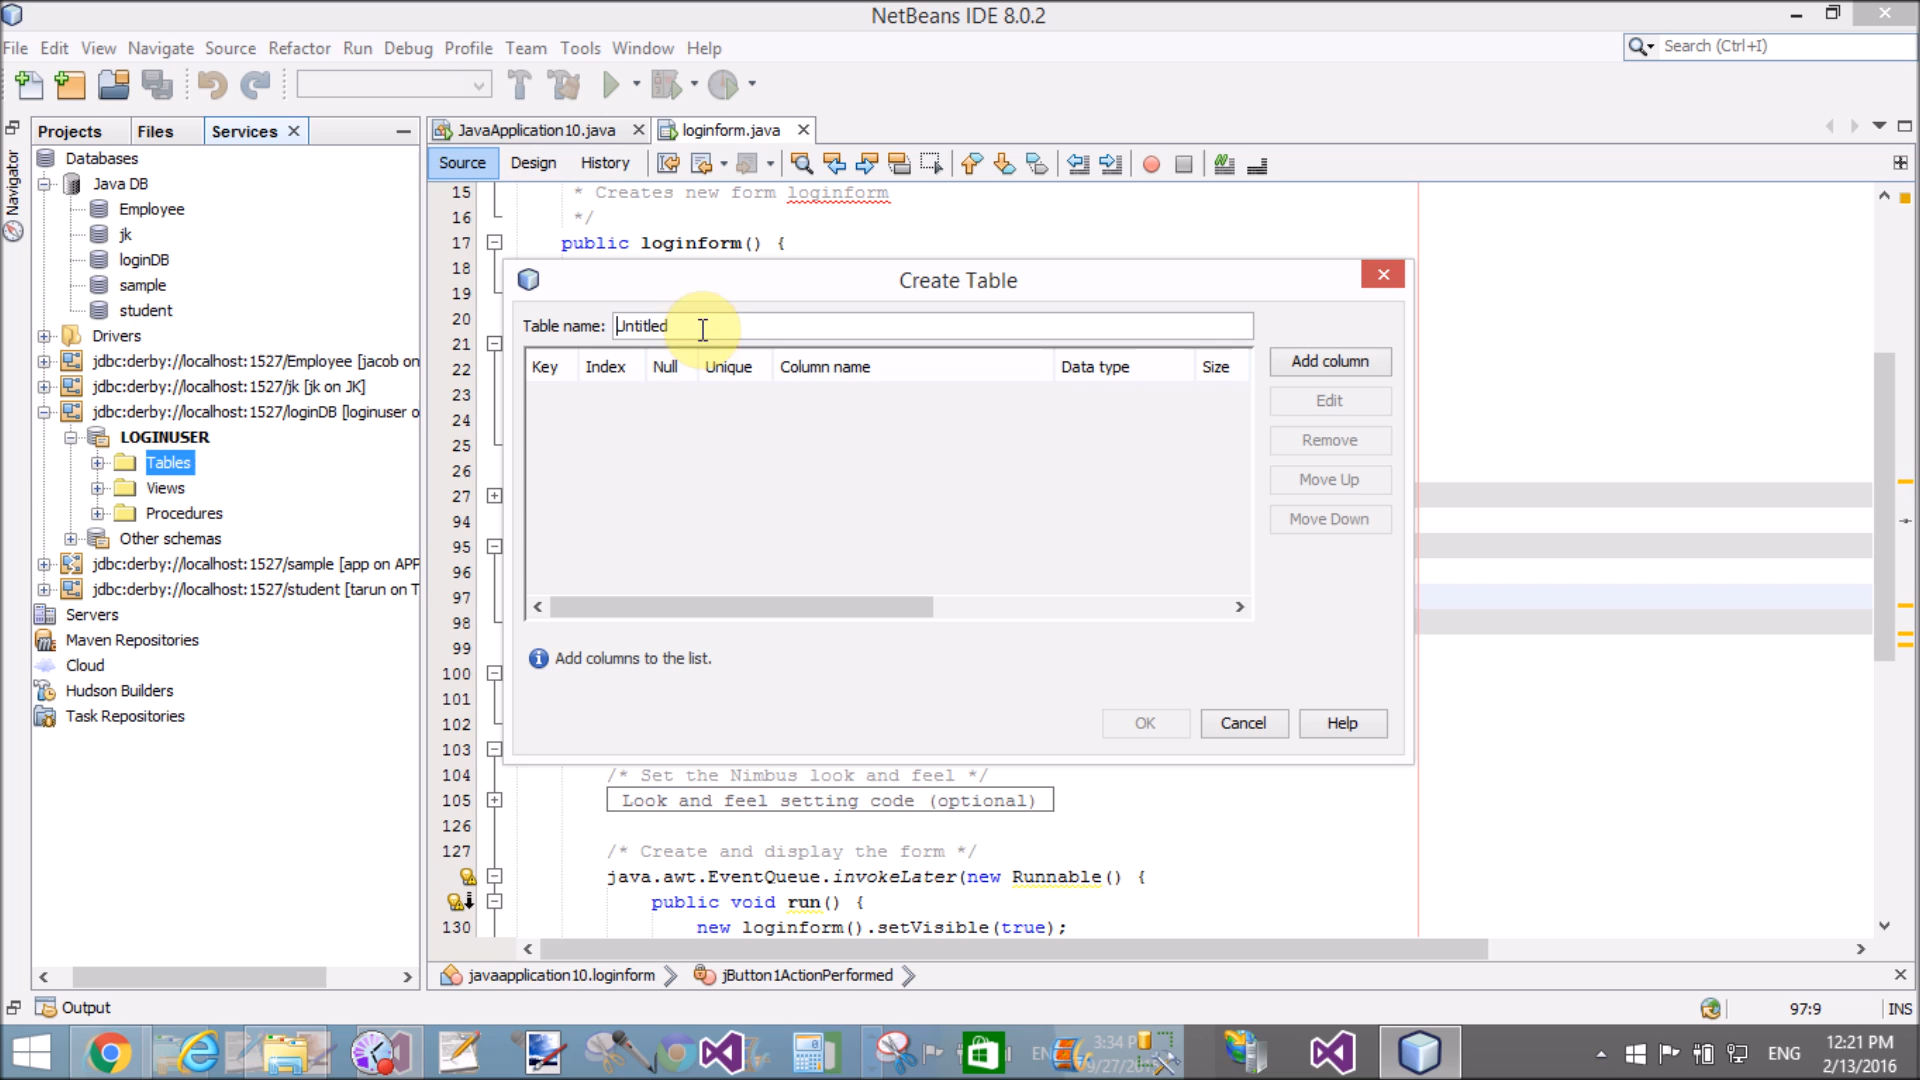 NetBeans IDE 8.0.2
File Edit View Navigate Source Refactor Run Debug Profile Team Tools Window Help
Search (Ctrl+I)
Projects Files Services
JavaApplication10.java loginform.java
Navigator
Source Design History
Databases
Java DB
Employee
jk
loginDB
sample
student
Drivers
jdbc:derby://localhost:1527/Employee [jacob on
jdbc:derby://localhost:1527/jk [jk on JK]
jdbc:derby://localhost:1527/loginDB [loginuser o
LOGINUSER
Tables
Views
Procedures
Other schemas
jdbc:derby://localhost:1527/sample [app on APP
jdbc:derby://localhost:1527/student [tarun on T
Servers
Maven Repositories
Cloud
Hudson Builders
Task Repositories
15 * Creates new form loginform
16 */
17 public loginform() {
18
19
20
21
22
23
24
25
26
27
94
95
96
97
98
99
100
101
102
103
Create Table
Table name: Untitled
Key Index Null Unique Column name Data type Size
Add column
Edit
Remove
Move Up
Move Down
Add columns to the list.
OK Cancel Help
104 /* Set the Nimbus look and feel */
105 Look and feel setting code (optional)
126
127 /* Create and display the form */
java.awt.EventQueue.invokeLater(new Runnable() {
public void run() {
130 new loginform().setVisible(true);
javaapplication10.loginform jButton1ActionPerformed
Output
97:9 INS
3:34 P
ENG 12:21 PM
2/13/2016